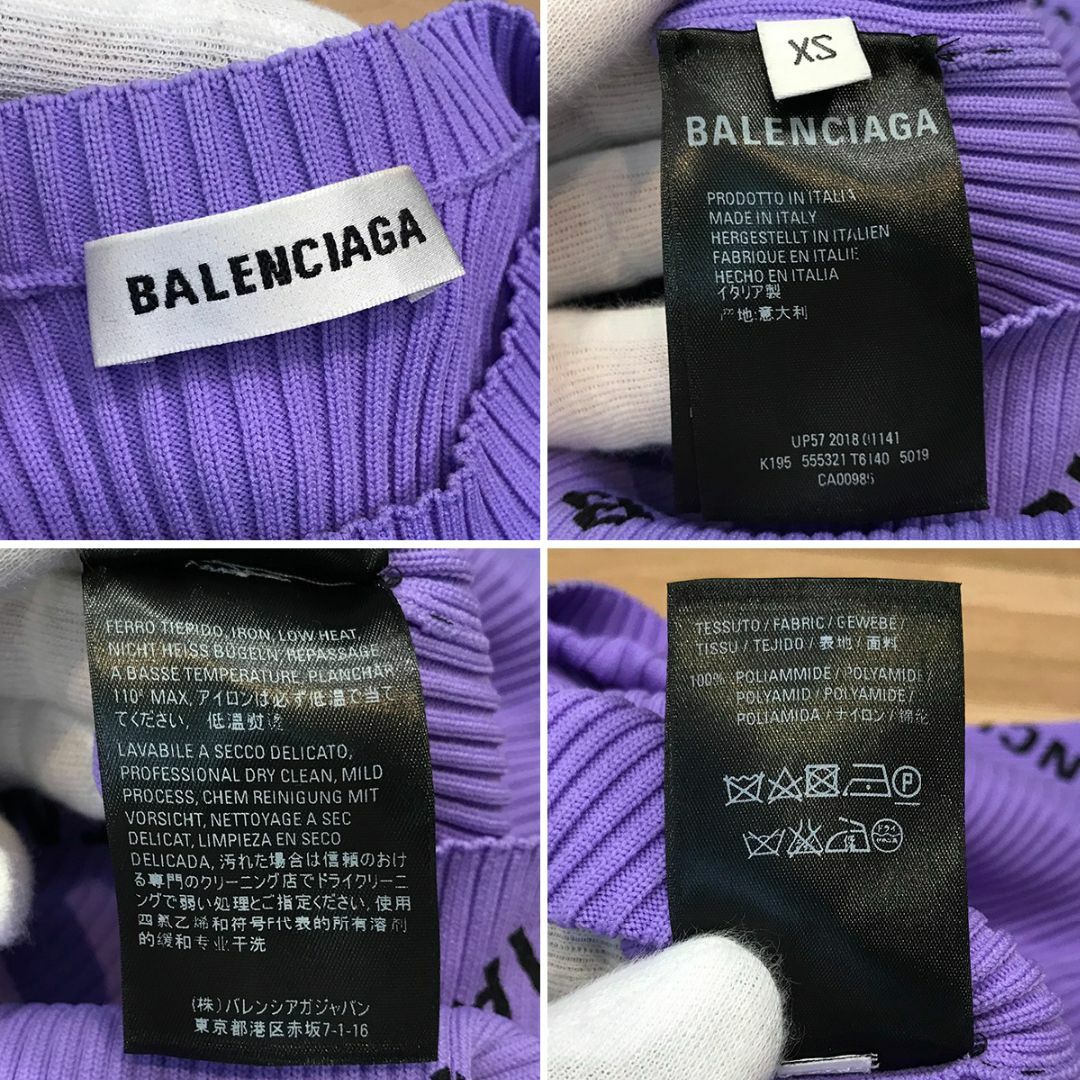 BALENCIAGA
XS
BALENCIAGA
PRODOTTO IN ITALIA
MADE IN ITALY
HERGESTELLT IN ITALIEN
FABRIQUE EN ITALIE
HECHO EN ITALIA
イタリア製
产地:意大利
UP57 2018 01141
K195 555321 T6140 5019
CA00985
FERRO TIEPIDO, IRON, LOW HEAT,
NICHT HEISS BÜGELN, REPASSAGE
A BASSE TEMPERATURE, PLANCHAR
110° MAX, アイロンは必ず低温で当て
てください, 低溫熨燙
LAVABILE A SECCO DELICATO,
PROFESSIONAL DRY CLEAN, MILD
PROCESS, CHEM REINIGUNG MIT
VORSICHT, NETTOYAGE A SEC
DELICAT, LIMPIEZA EN SECO
DELICADA, 汚れた場合は信頼のおけ
る専門のクリーニング店でドライクリーニ
ングで弱い処理とご指定ください, 使用
四氯乙烯和符号F代表的所有溶剂
的缓和专业干洗
(株)バレンシアガジャパン
東京都港区赤坂7-1-16
TESSUTO / FABRIC / GEWEBE /
TISSU / TEJIDO / 表地 / 面料
100% POLIAMMIDE / POLYAMIDE /
POLYAMID / POLYAMIDE /
POLIAMIDA / ナイロン / 锦纶
P
ドライ
BALENCIAGA